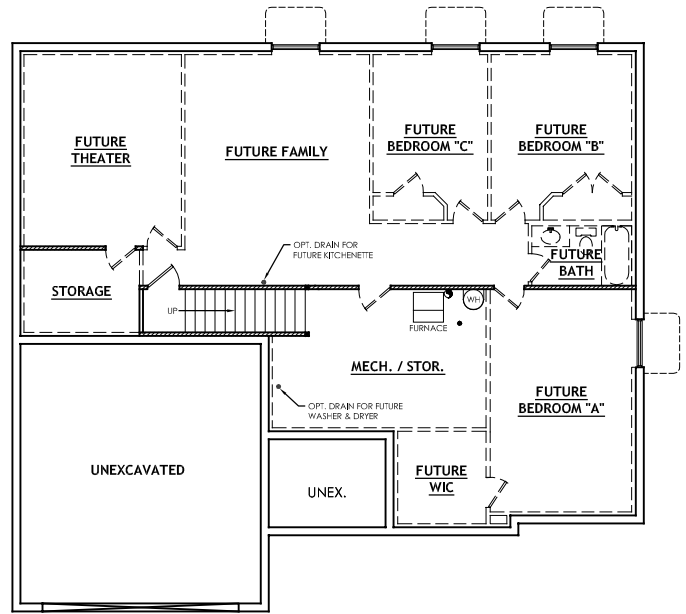 FUTURE
THEATER
FUTURE FAMILY
FUTURE
BEDROOM "C"
FUTURE
BEDROOM "B"
OPT. DRAIN FOR
FUTURE KITCHENETTE
FUTURE
BATH
STORAGE
UP
WH
FURNACE
MECH. / STOR.
OPT. DRAIN FOR FUTURE
WASHER & DRYER
FUTURE
BEDROOM "A"
UNEXCAVATED
UNEX.
FUTURE
WIC